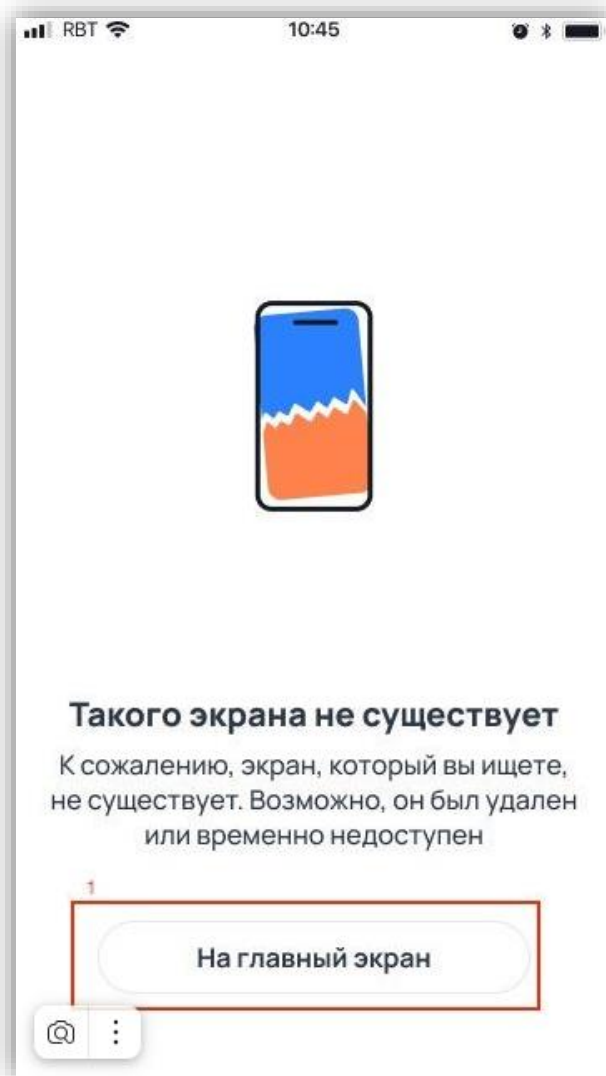 RBT
10:45
Такого экрана не существует
К сожалению, экран, который вы ищете,
не существует. Возможно, он был удален
или временно недоступен
1
На главный экран